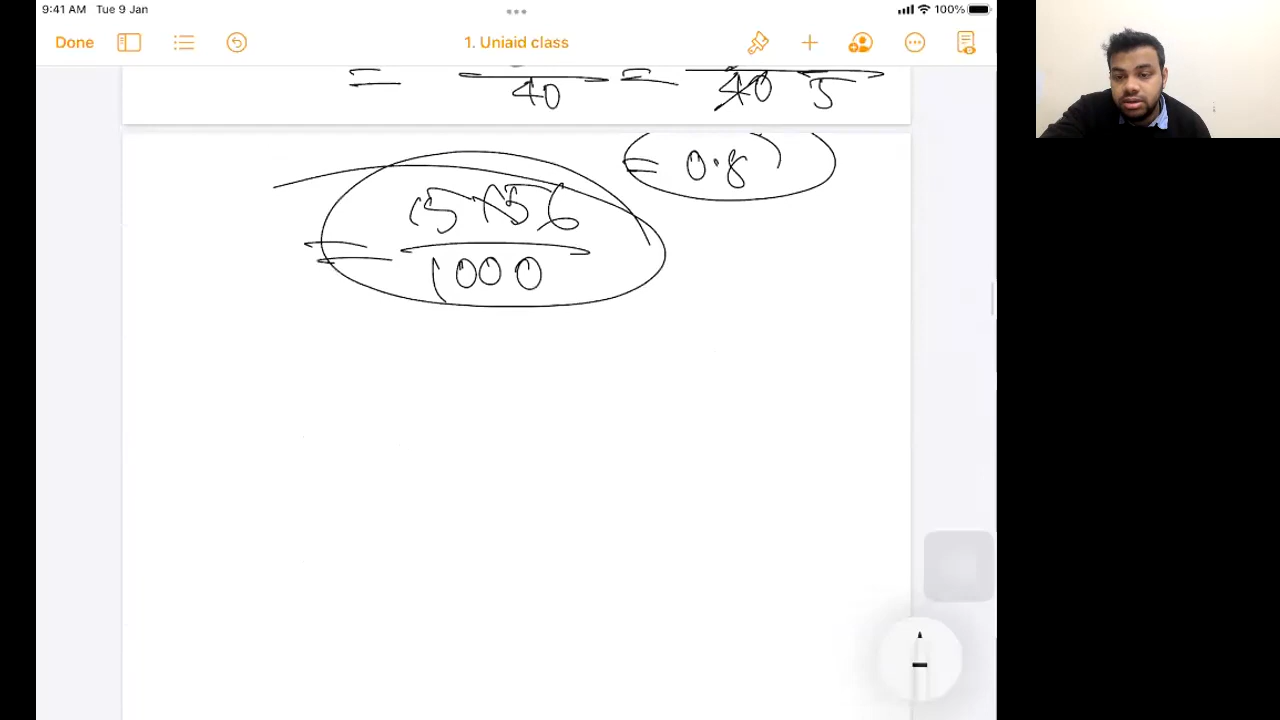 9:41 AM Tue 9 Jan
100%
Done
1. Uniaid class
= 40 = 40 5
= 0.8
=
1000